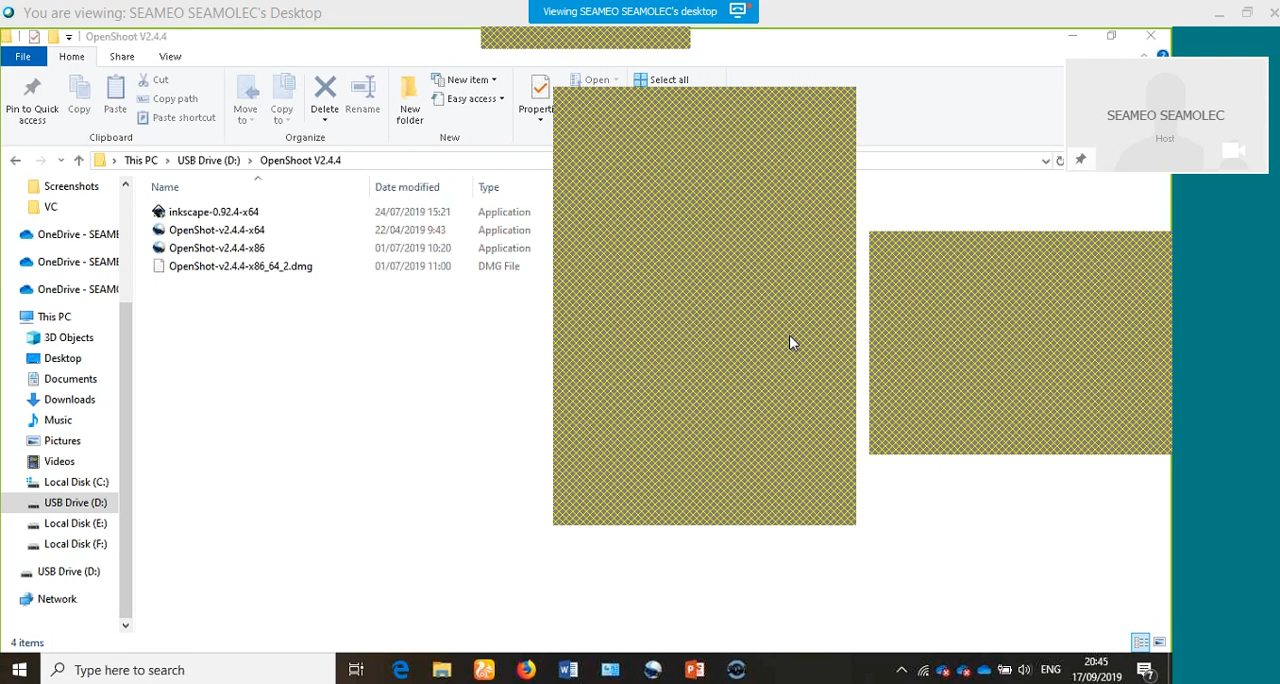 You are viewing: SEAMEO SEAMOLEC's Desktop
Viewing SEAMEO SEAMOLEC's desktop
OpenShoot V2.4.4
File Home Share View
Pin to Quick access
Copy
Paste
Cut
Copy path
Paste shortcut
Clipboard
Move to
Copy to
Delete
Rename
Organize
New folder
New item
Easy access
New
Properti
Open
Select all
SEAMEO SEAMOLEC
Host
This PC > USB Drive (D:) > OpenShoot V2.4.4
Name Date modified Type
inkscape-0.92.4-x64 24/07/2019 15:21 Application
OpenShot-v2.4.4-x64 22/04/2019 9:43 Application
OpenShot-v2.4.4-x86 01/07/2019 10:20 Application
OpenShot-v2.4.4-x86_64_2.dmg 01/07/2019 11:00 DMG File
Screenshots
VC
OneDrive - SEAME
OneDrive - SEAME
OneDrive - SEAMO
This PC
3D Objects
Desktop
Documents
Downloads
Music
Pictures
Videos
Local Disk (C:)
USB Drive (D:)
Local Disk (E:)
Local Disk (F:)
USB Drive (D:)
Network
4 items
Type here to search
ENG
20:45
17/09/2019
7